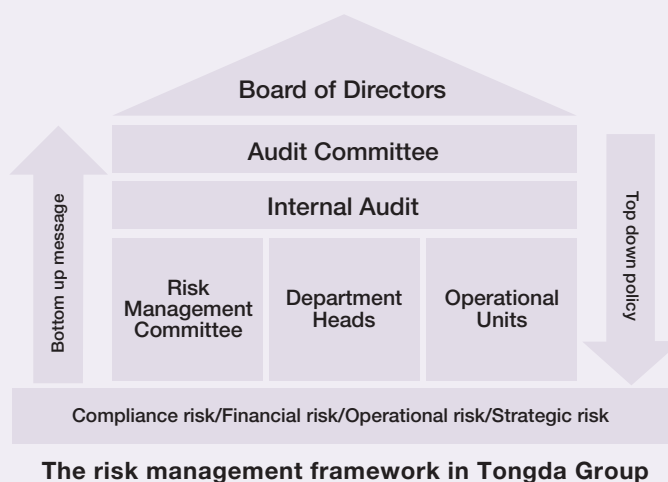 Board of Directors
Audit Committee
Internal Audit
Bottom up message
Risk
Management
Committee
Department
Heads
Operational
Units
Top down policy
Compliance risk/Financial risk/Operational risk/Strategic risk
The risk management framework in Tongda Group